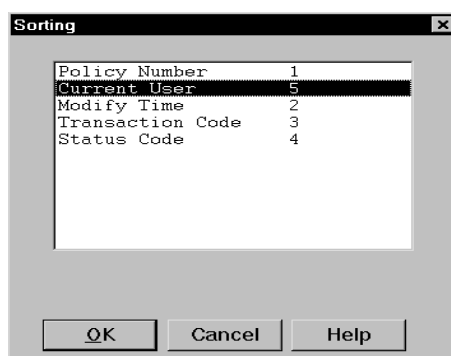 Sorting
Policy Number 1
Current User 5
Modify Time 2
Transaction Code 3
Status Code 4
OK Cancel Help